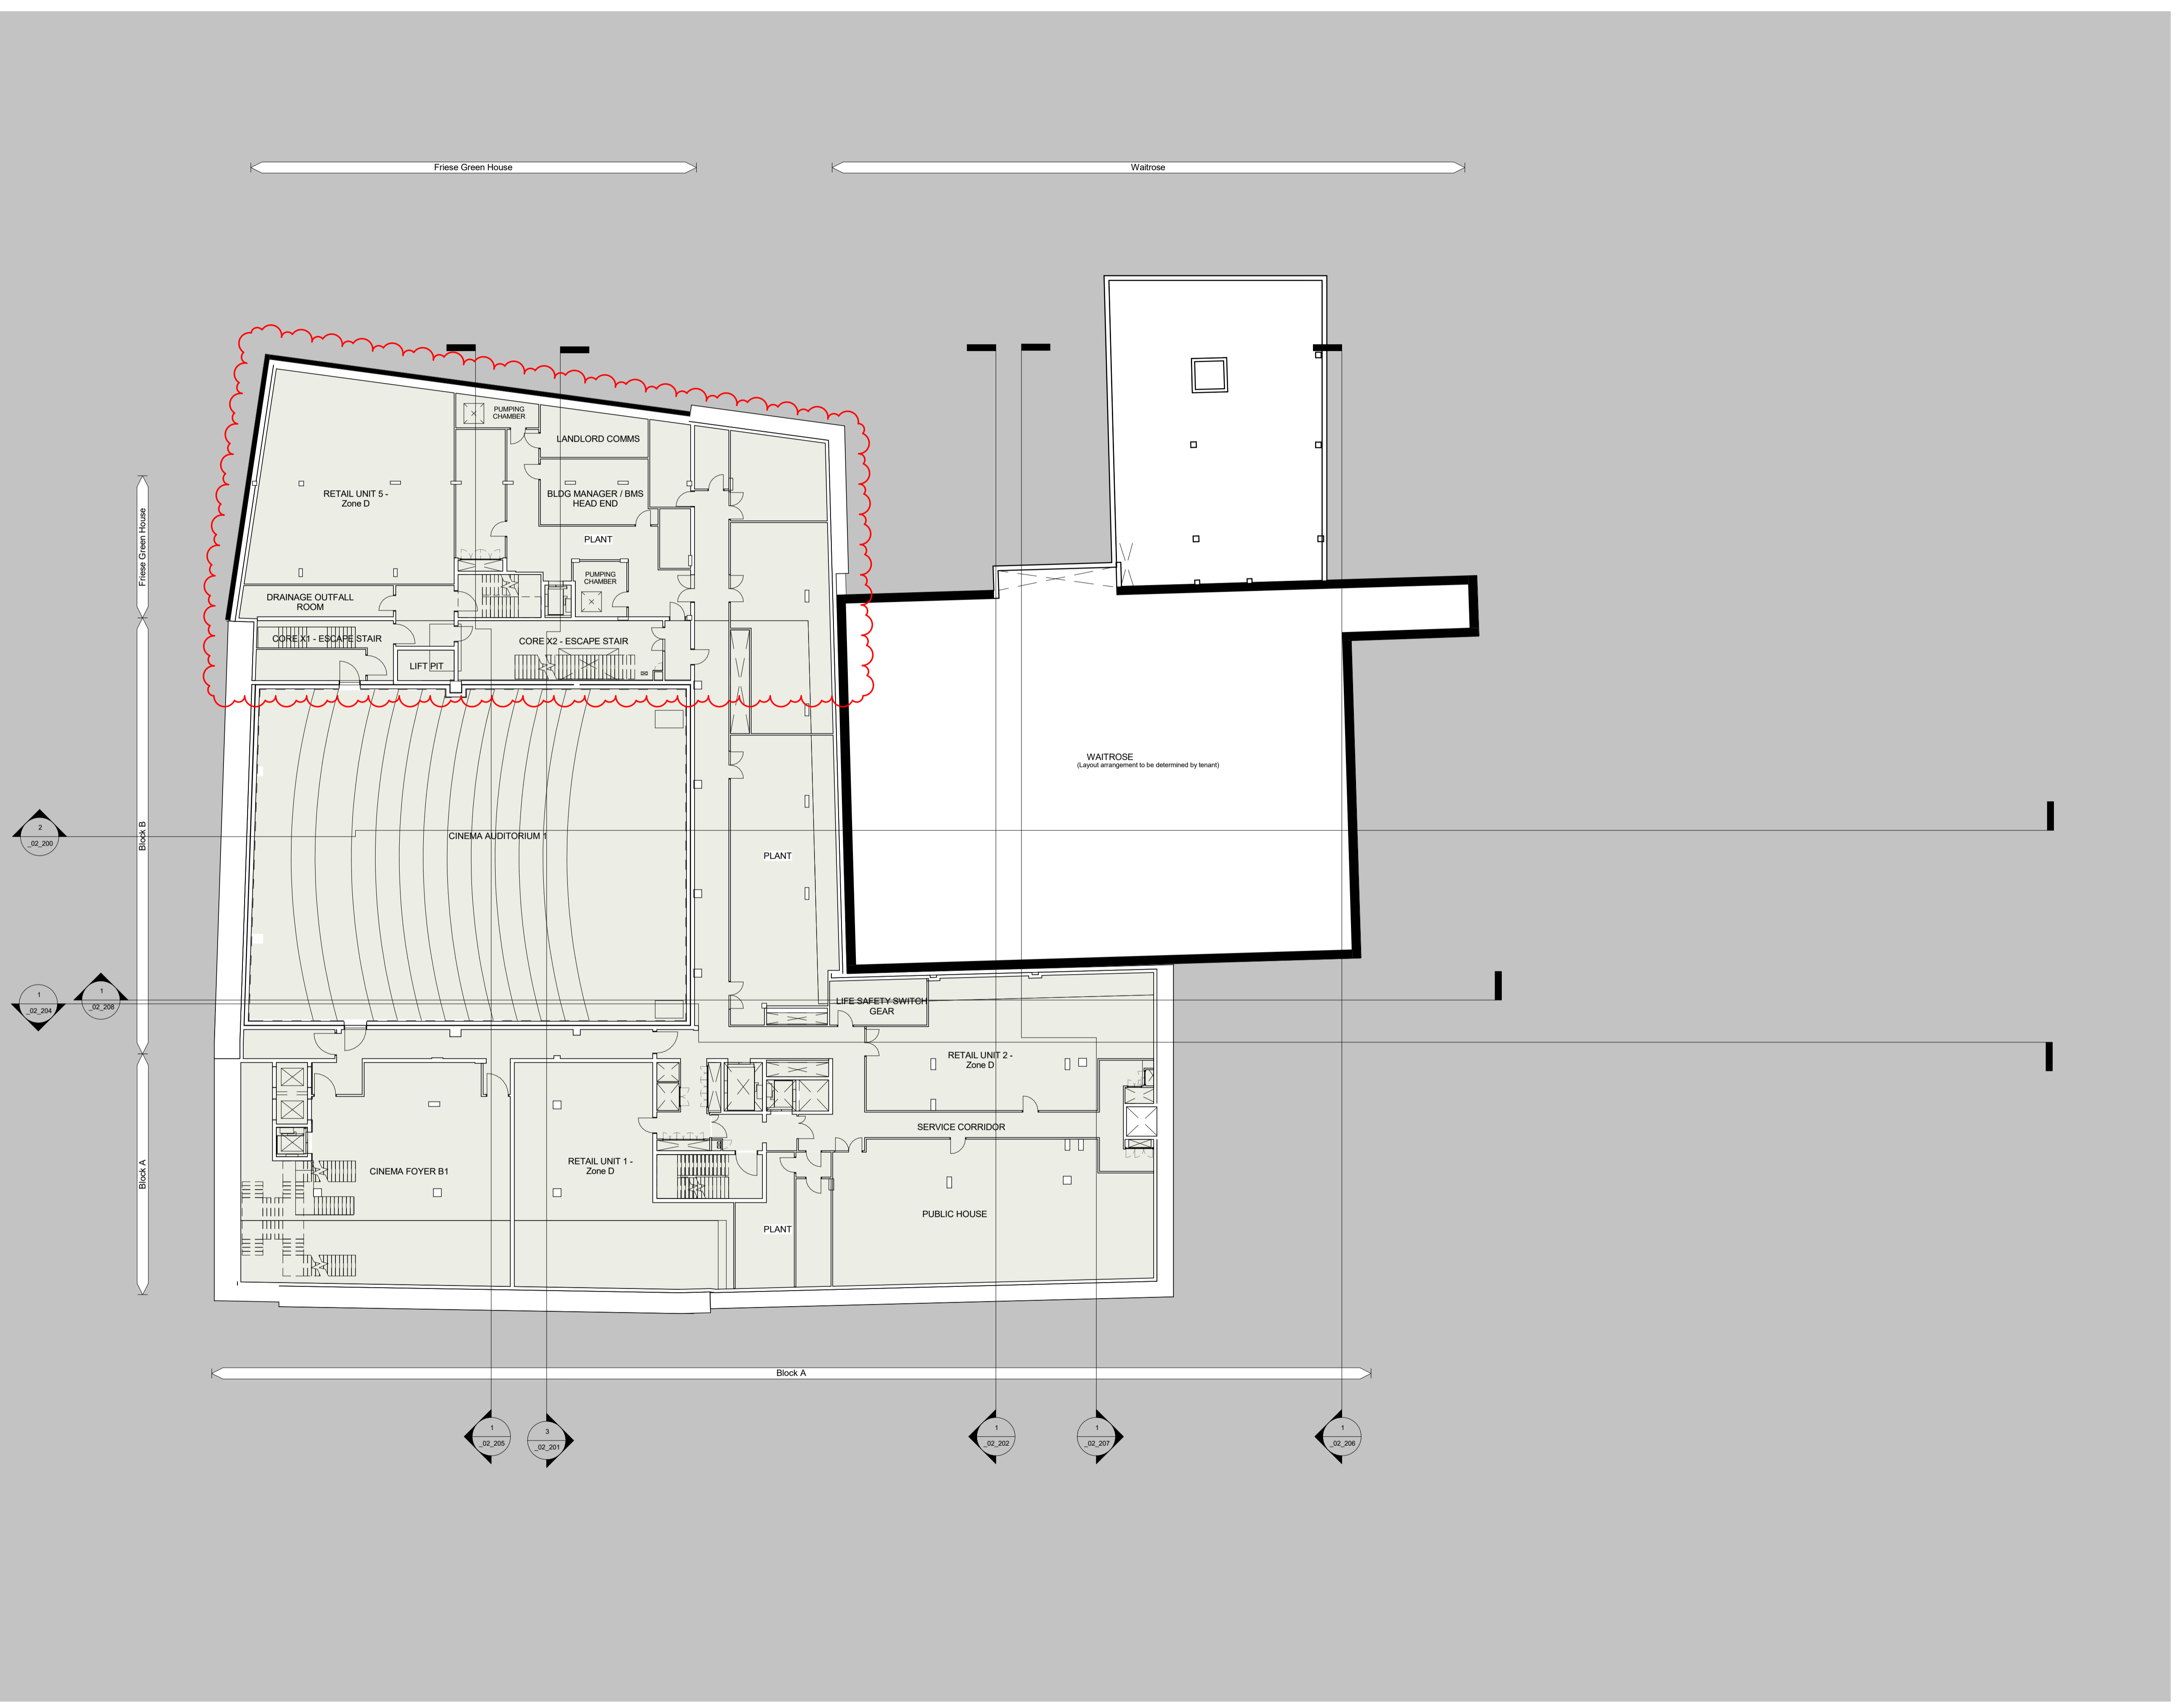 Friese Green House
Waitrose
PUMPING
CHAMBER
LANDLORD COMMS
RETAIL UNIT 5 -
Zone D
BLDG MANAGER / BMS
HEAD END
Friese Green House
PLANT
PUMPING
CHAMBER
DRAINAGE OUTFALL
ROOM
CORE X1 - ESCAPE STAIR
CORE X2 - ESCAPE STAIR
LIFT PIT
WAITROSE
(Layout arrangement to be determined by tenant)
2
_02_200
Block B
CINEMA AUDITORIUM 1
PLANT
1
_02_204
1
_02_208
LIFE SAFETY SWITCH
GEAR
RETAIL UNIT 2 -
Zone D
SERVICE CORRIDOR
Block A
CINEMA FOYER B1
RETAIL UNIT 1 -
Zone D
PUBLIC HOUSE
PLANT
Block A
1
_02_205
3
_02_201
1
_02_202
1
_02_207
1
_02_206